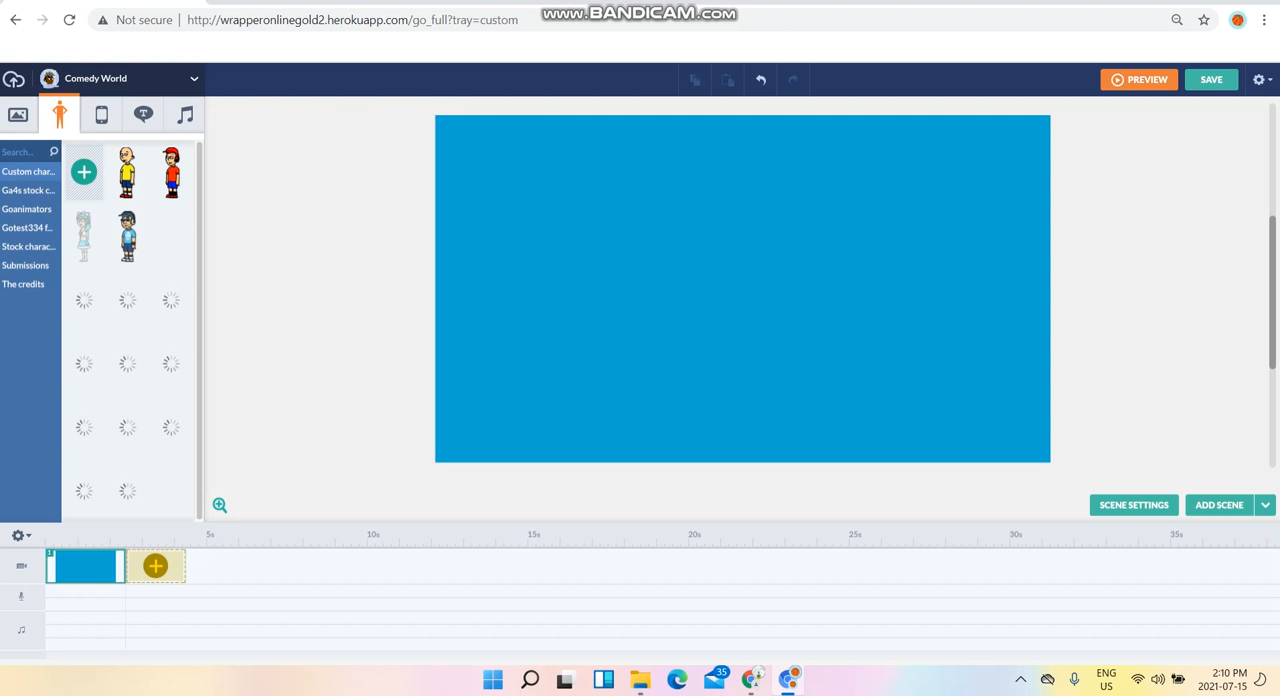 www.BANDICAM.com
Not secure | http://wrapperonlinegold2.herokuapp.com/go_full?tray=custom
Comedy World
PREVIEW
SAVE
T
Search...
Custom char...
Ga4s stock c...
Goanimators
Gotest334 f...
Stock charac...
Submissions
The credits
SCENE SETTINGS
ADD SCENE
5s 10s 15s 20s 25s 30s 35s
1
35
ENG
US
2:10 PM
2021-07-15